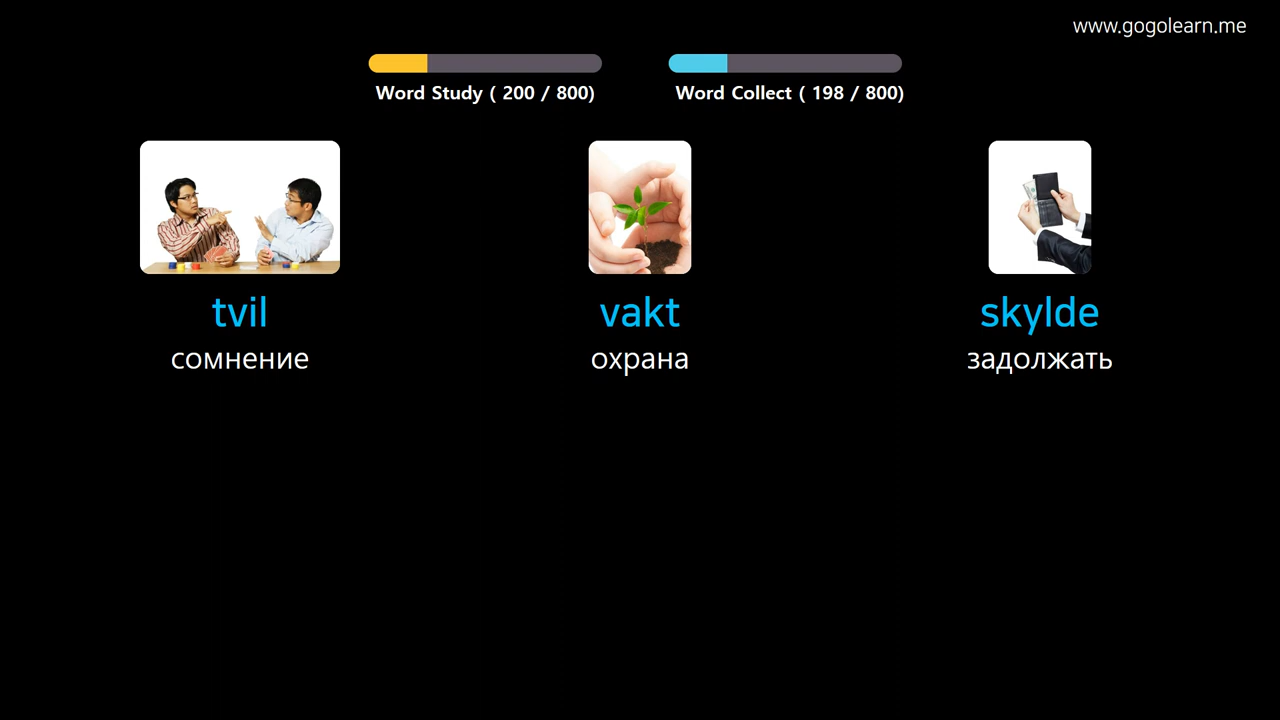 www.gogolearn.me
Word Study ( 200 / 800)
Word Collect ( 198 / 800)
tvil
vakt
skylde
сомнение
охрана
задолжать